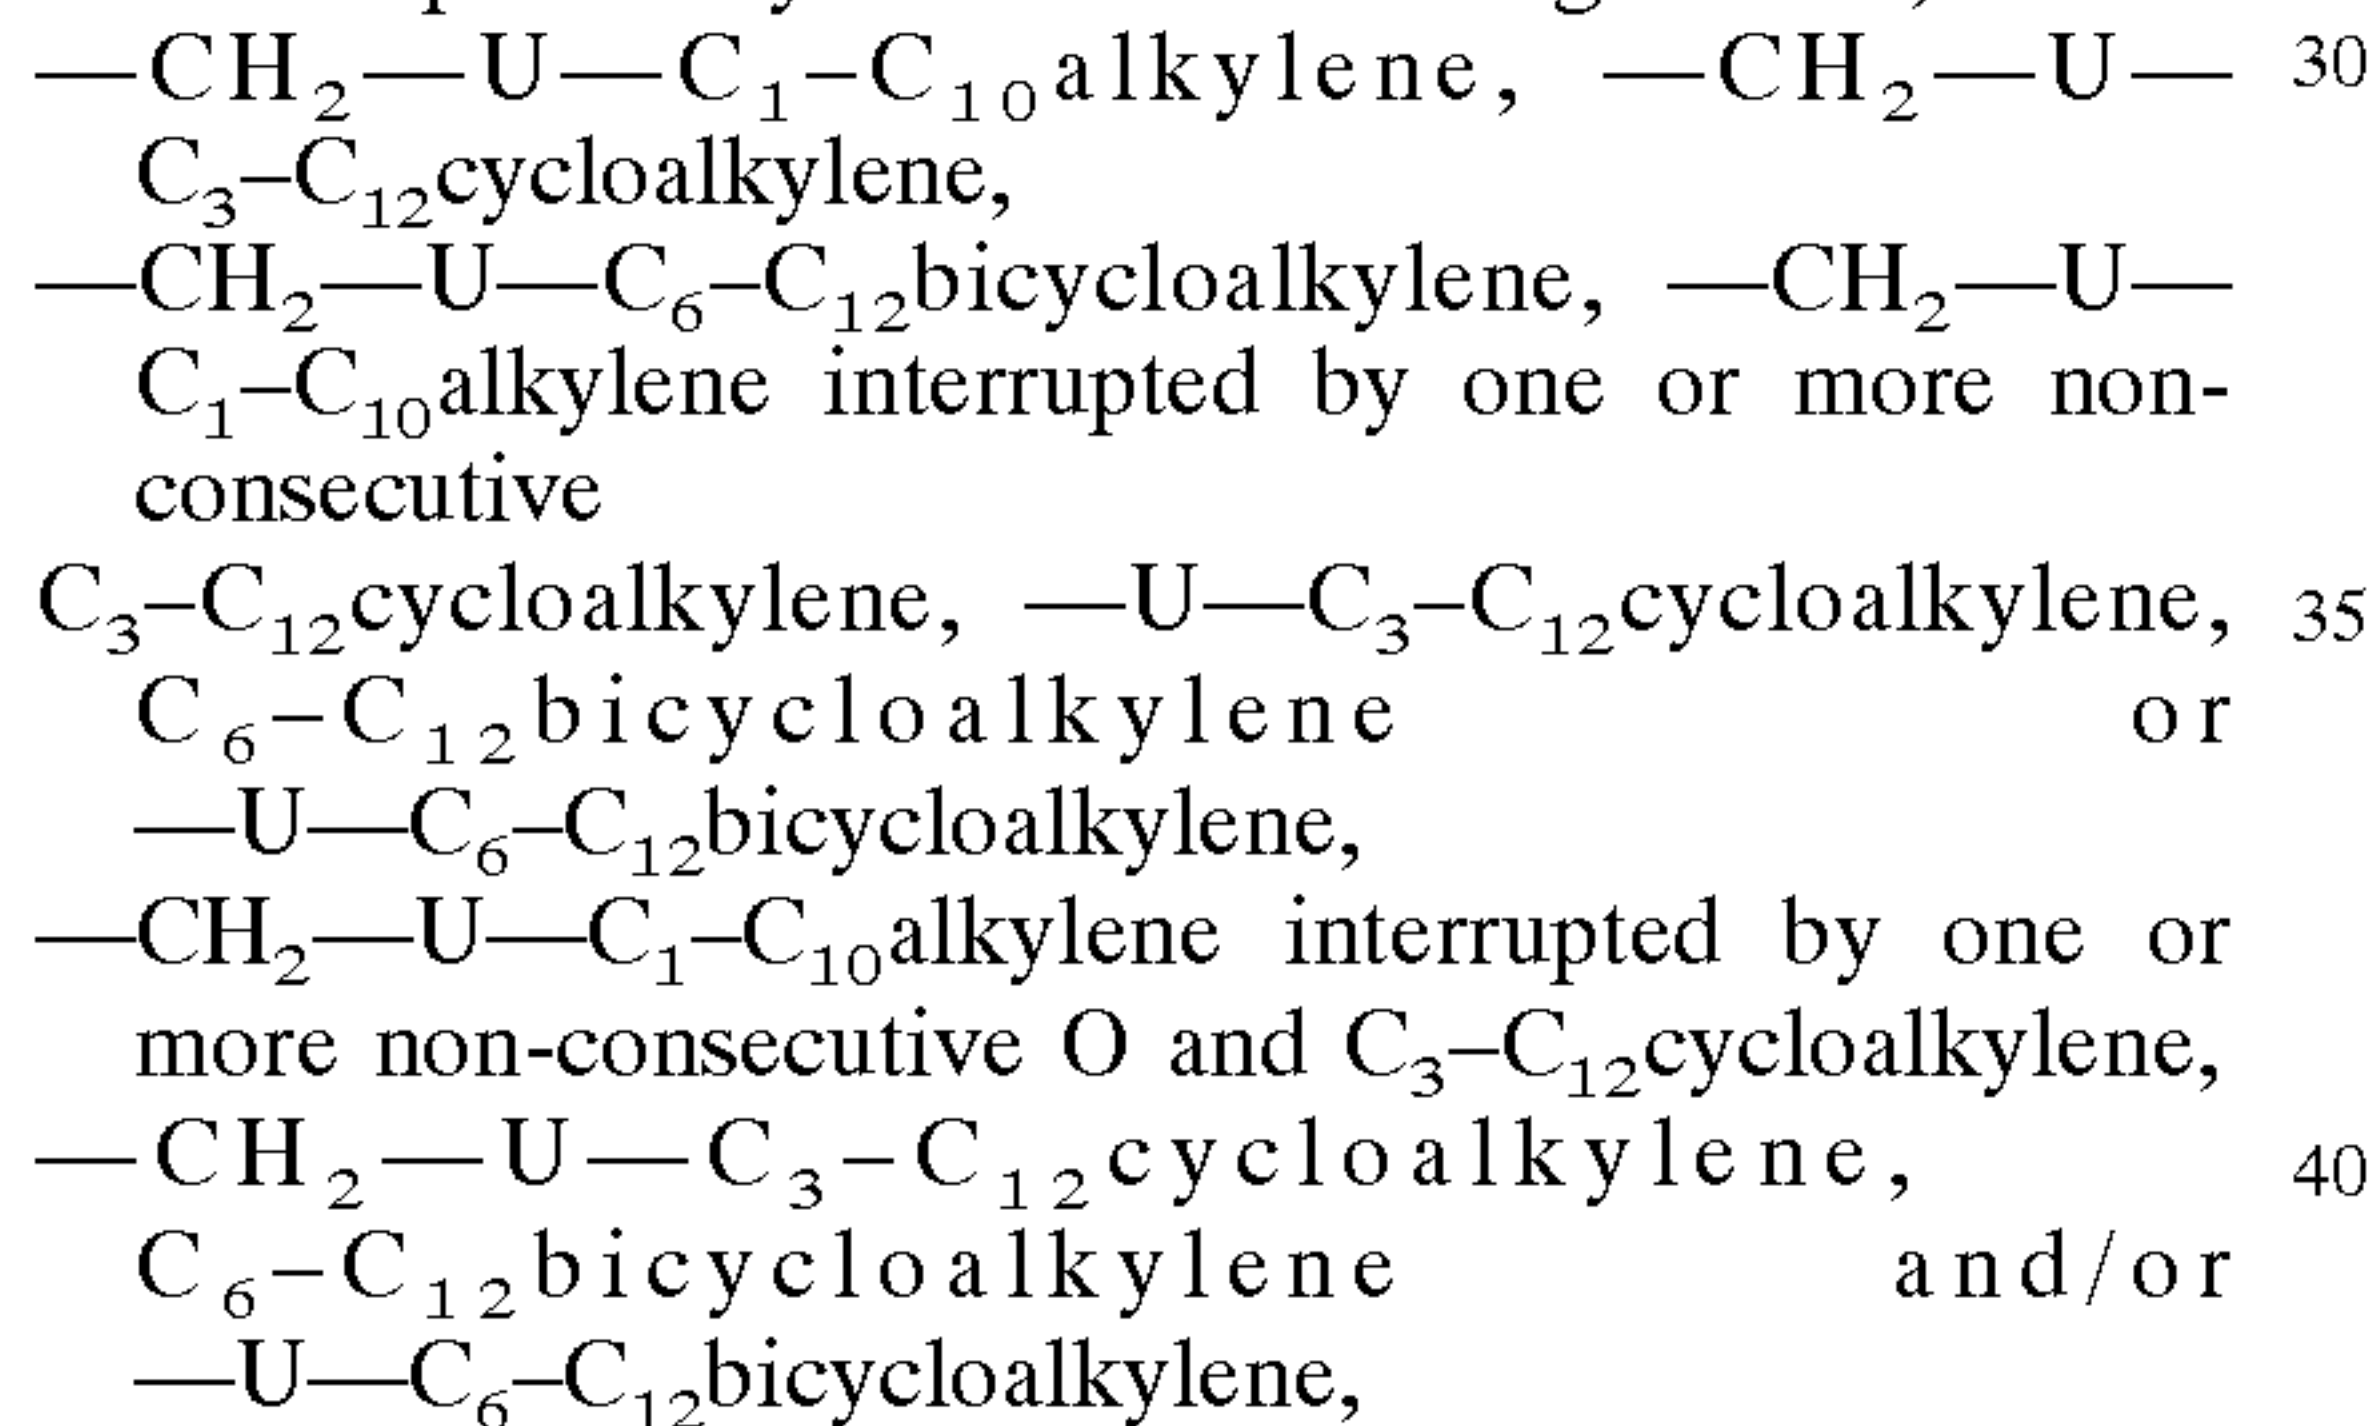 —CH₂—U—C₁–C₁₀alkylene, —CH₂—U— 30
C₃–C₁₂cycloalkylene,
—CH₂—U—C₆–C₁₂bicycloalkylene, —CH₂—U—
C₁–C₁₀alkylene interrupted by one or more non-
consecutive
C₃–C₁₂cycloalkylene, —U—C₃–C₁₂cycloalkylene, 35
C₆–C₁₂bicycloalkylene or
—U—C₆–C₁₂bicycloalkylene,
—CH₂—U—C₁–C₁₀alkylene interrupted by one or
more non-consecutive O and C₃–C₁₂cycloalkylene,
—CH₂—U—C₃–C₁₂cycloalkylene, 40
C₆–C₁₂bicycloalkylene and/or
—U—C₆–C₁₂bicycloalkylene,